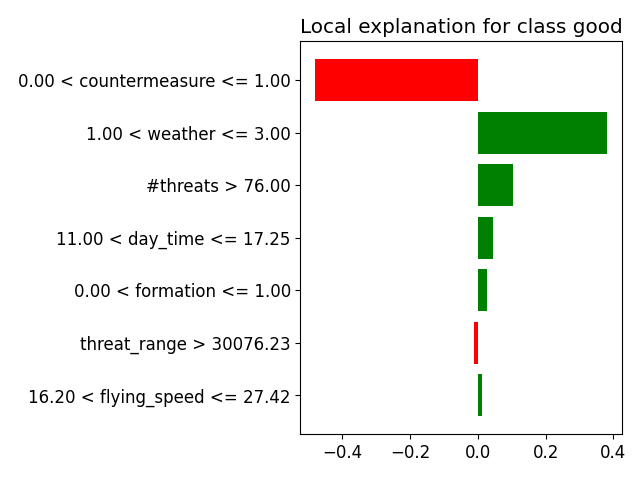 Local explanation for class good
0.00 < countermeasure <= 1.00
1.00 < weather <= 3.00
#threats > 76.00
11.00 < day_time <= 17.25
0.00 < formation <= 1.00
threat_range > 30076.23
16.20 < flying_speed <= 27.42
−0.4 −0.2 0.0 0.2 0.4